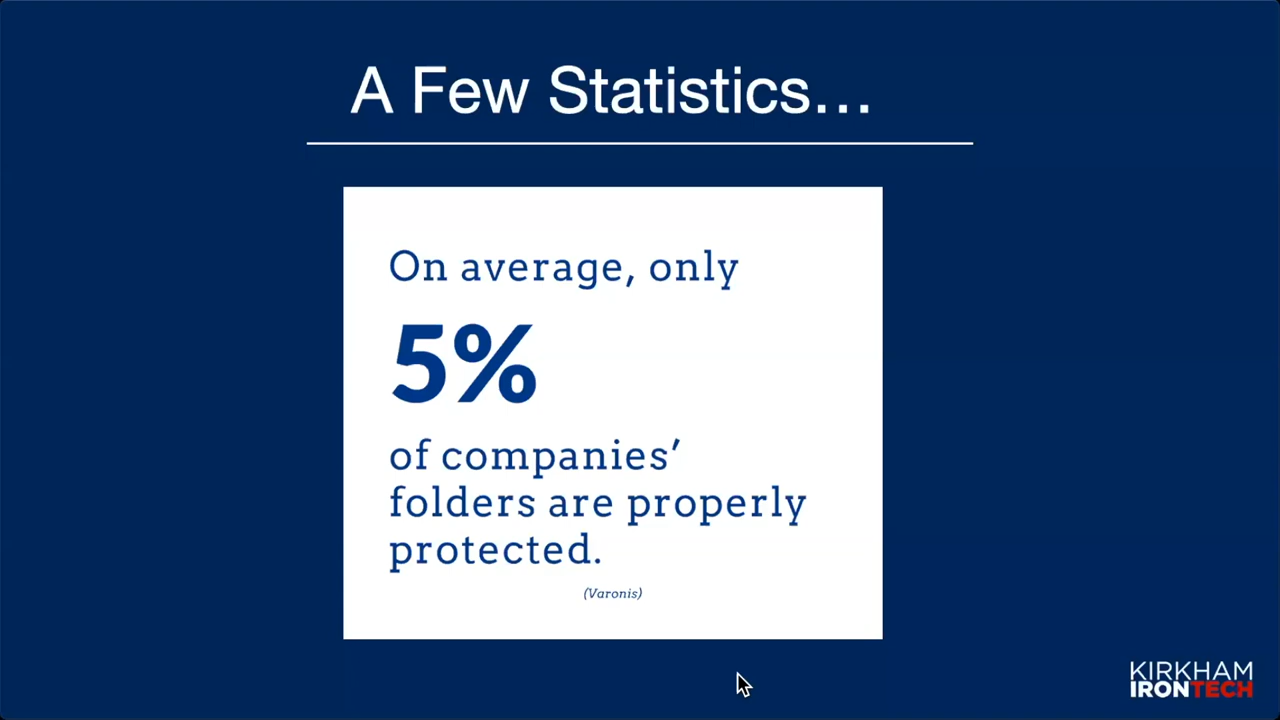 A Few Statistics…
On average, only
5%
of companies’
folders are properly
protected.
(Varonis)
KIRKHAM
IRONTECH